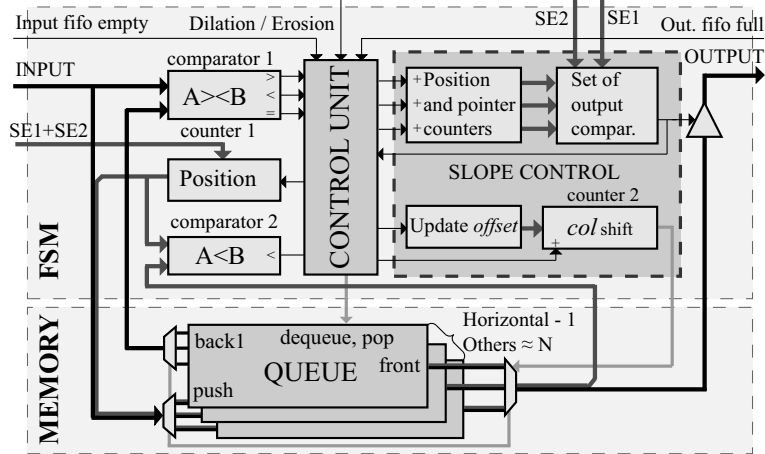 Input fifo empty
Dilation / Erosion
SE2
SE1
Out. fifo full
INPUT
OUTPUT
comparator 1
A><B
>
<
=
CONTROL UNIT
+Position
+and pointer
+counters
Set of
output
compar.
SE1+SE2
counter 1
Position
SLOPE CONTROL
counter 2
comparator 2
A<B
<
Update offset
col shift
+
FSM
MEMORY
back1
dequeue, pop
front
QUEUE
push
Horizontal - 1
Others ≈ N